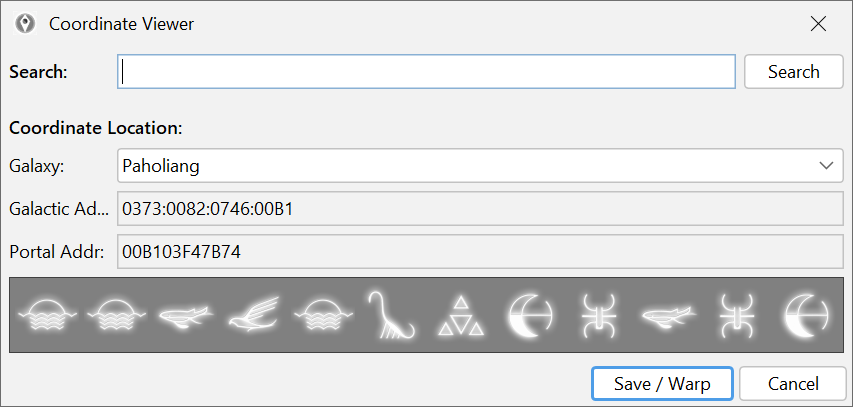 Coordinate Viewer
Search:
Search
Coordinate Location:
Galaxy: Paholiang
Galactic Ad... 0373:0082:0746:00B1
Portal Addr: 00B103F47B74
Save / Warp Cancel